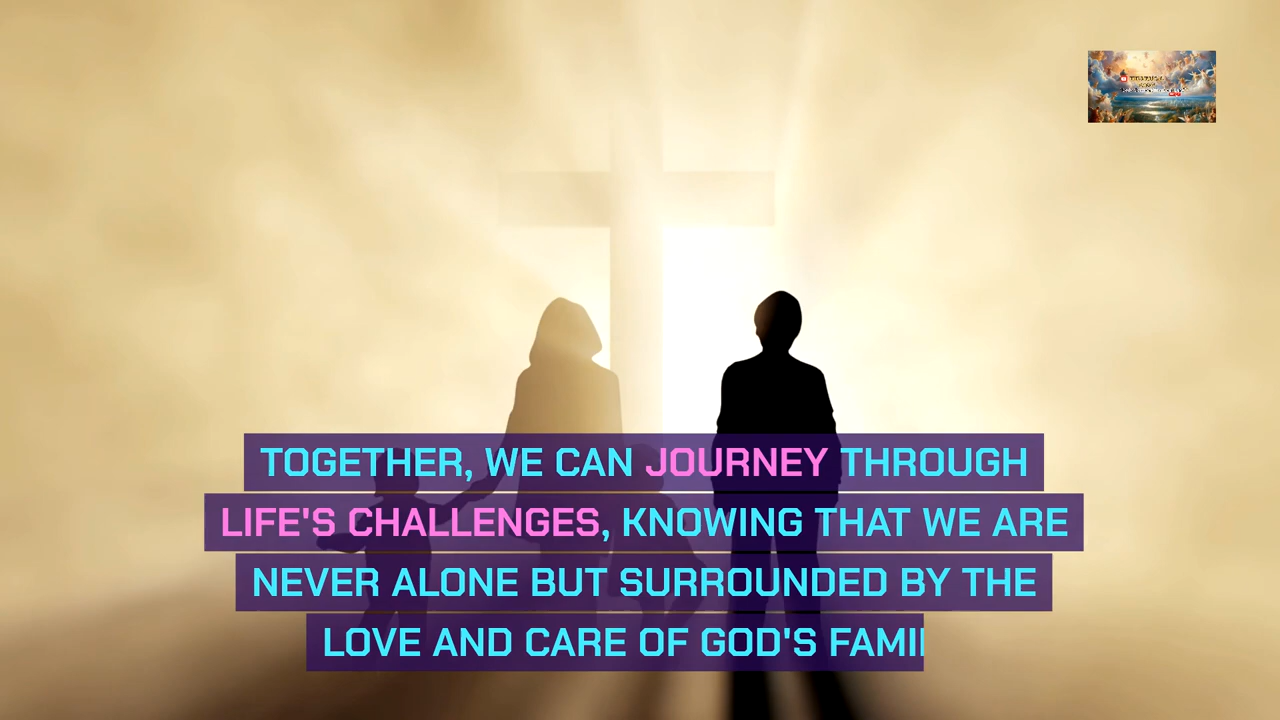 TOGETHER, WE CAN JOURNEY THROUGH
LIFE'S CHALLENGES, KNOWING THAT WE ARE
NEVER ALONE BUT SURROUNDED BY THE
LOVE AND CARE OF GOD'S